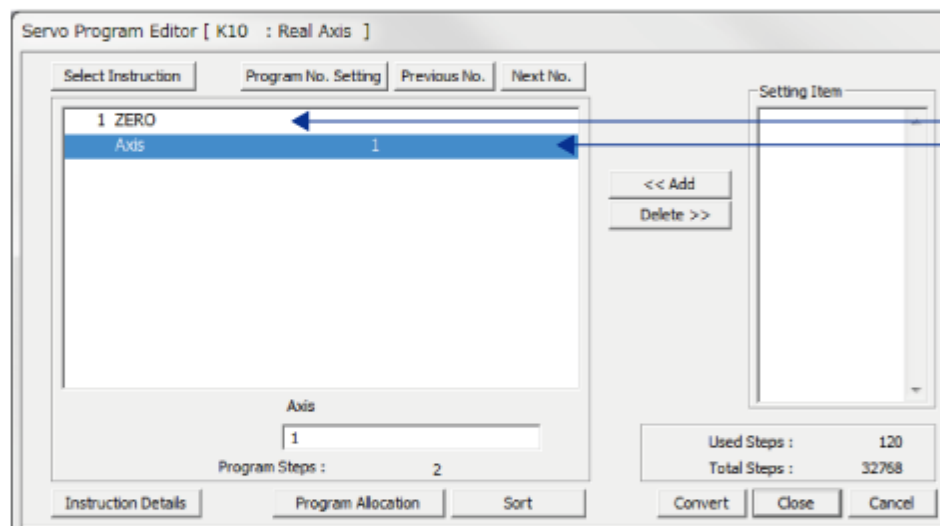 Servo Program Editor [ K10 : Real Axis ]
Select Instruction Program No. Setting Previous No. Next No.
Setting Item
1 ZERO
Axis 1
<< Add
Delete >>
Axis
1
Program Steps : 2
Used Steps : 120
Total Steps : 32768
Instruction Details Program Allocation Sort Convert Close Cancel